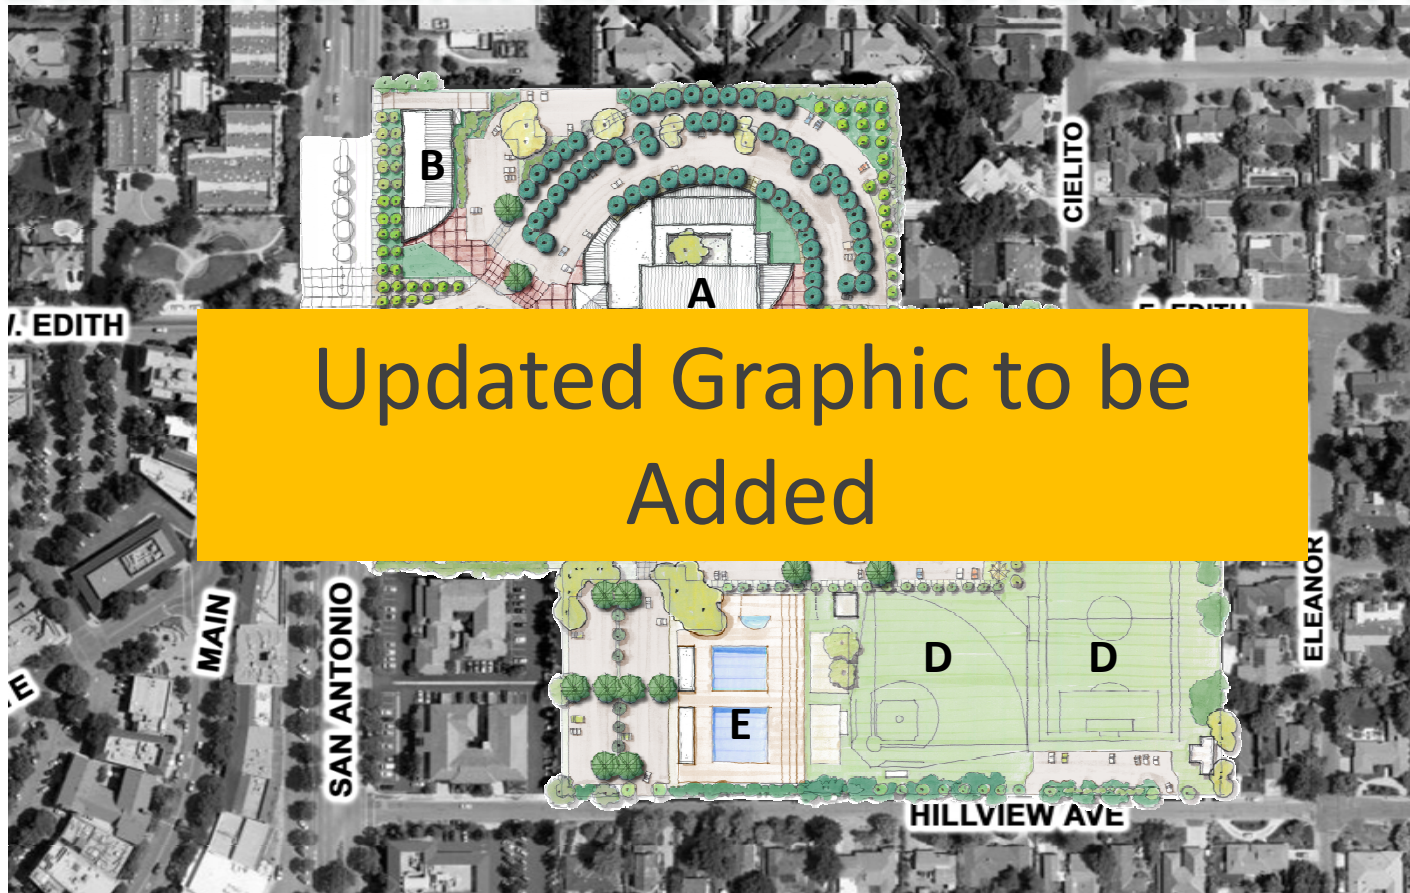 CIELITO
B
A
W. EDITH
E. EDITH
Updated Graphic to be
Added
MAIN
SAN ANTONIO
ELEANOR
D
D
E
HILLVIEW AVE